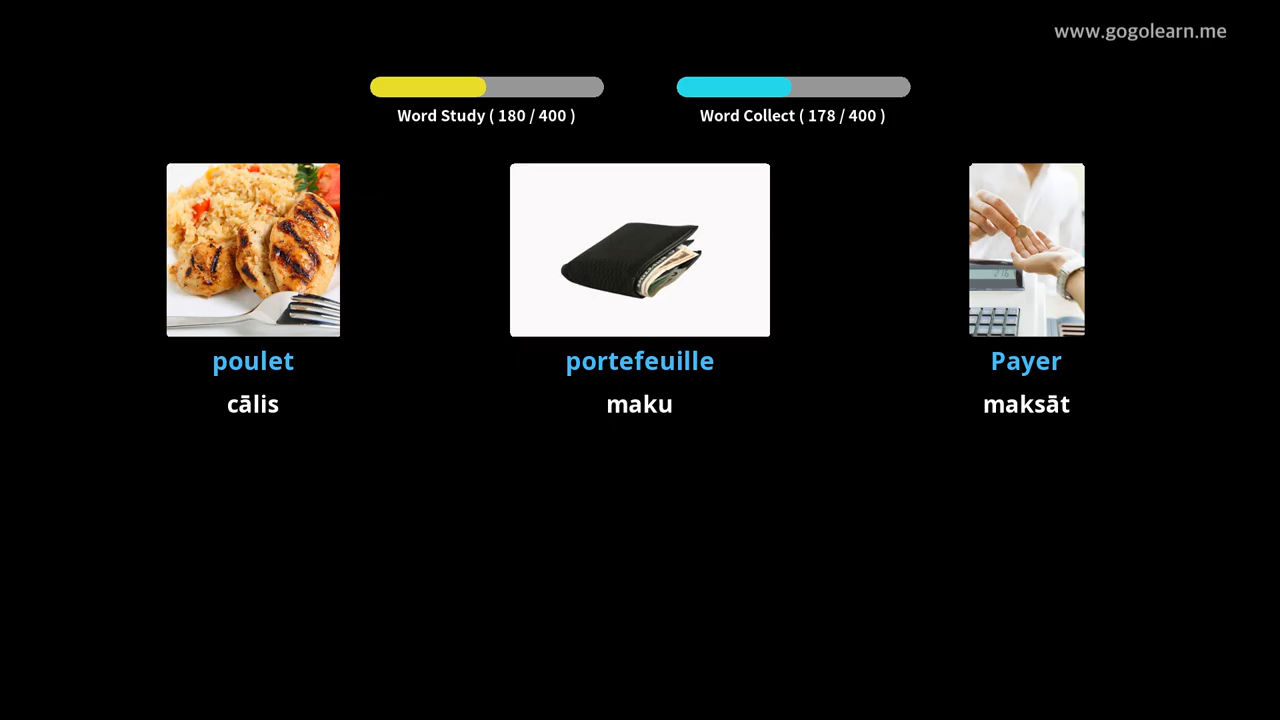 www.gogolearn.me
Word Study ( 180 / 400 )
Word Collect ( 178 / 400 )
poulet
cālis
portefeuille
maku
Payer
maksāt